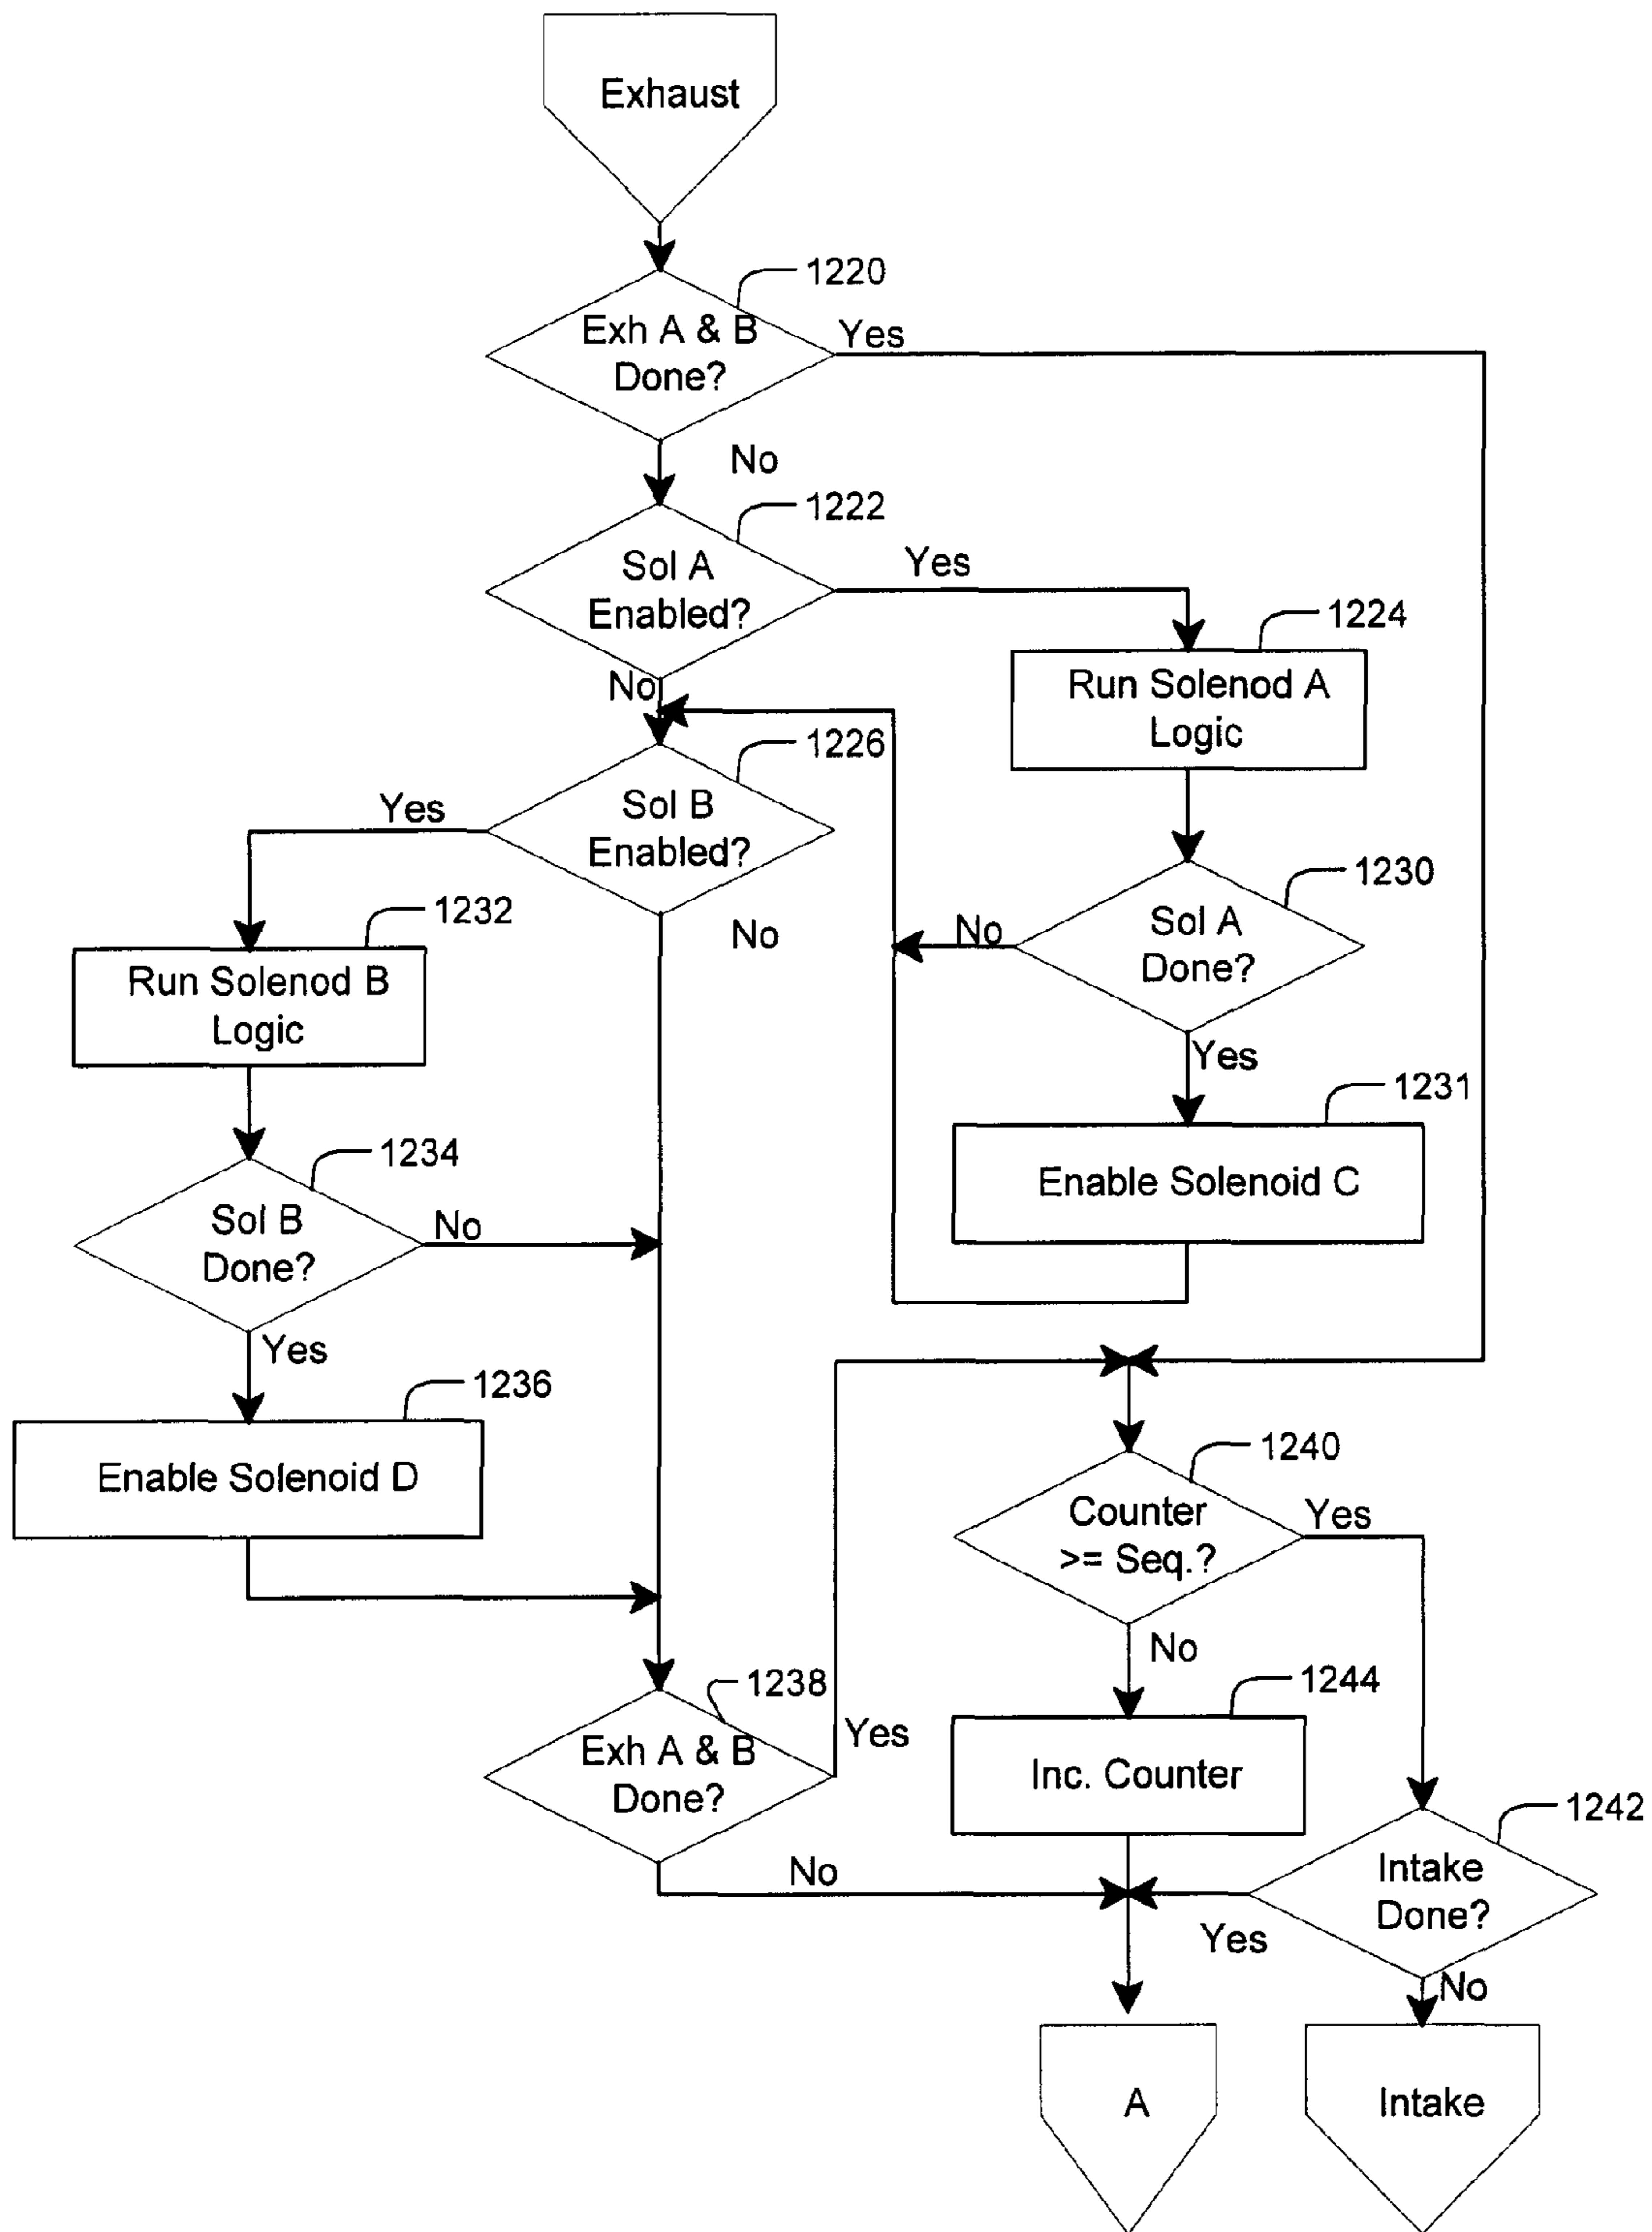 Exhaust
1220
Exh A & B
Done?
Yes
No
1222
Sol A
Enabled?
Yes
No
1224
Run Solenod A
Logic
1226
Sol B
Enabled?
Yes
No
1230
Sol A
Done?
No
Yes
1232
Run Solenod B
Logic
1231
Enable Solenoid C
1234
Sol B
Done?
No
Yes
1236
Enable Solenoid D
1240
Counter
>= Seq.?
Yes
No
1238
Exh A & B
Done?
Yes
No
1244
Inc. Counter
1242
Intake
Done?
Yes
No
A
Intake